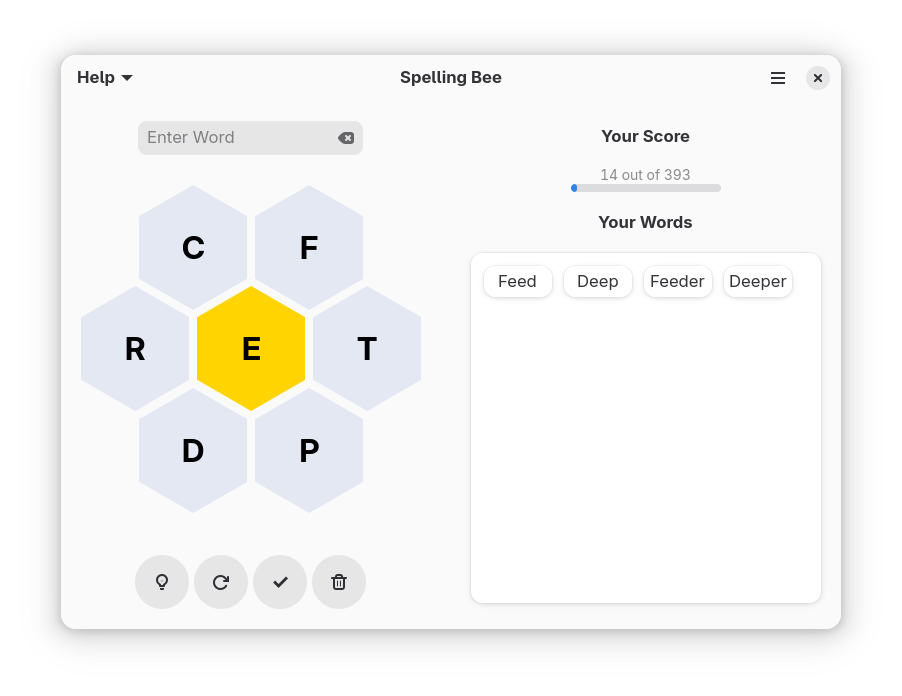 Help
Spelling Bee
Enter Word
Your Score
14 out of 393
Your Words
Feed Deep Feeder Deeper
C F
R E T
D P